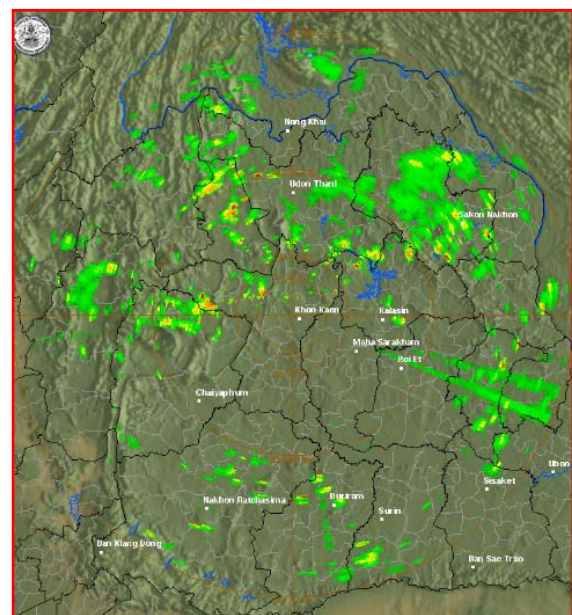 Nong Khai
Udon Thani
Sakon Nakhon
Khon Kaen
Kalasin
Maha Sarakham
Roi Et
Chaiyaphum
Ubon
Sisaket
Nakhon Ratchasima
Buriram
Surin
Ban Klang Dong
Ban Sae Trao